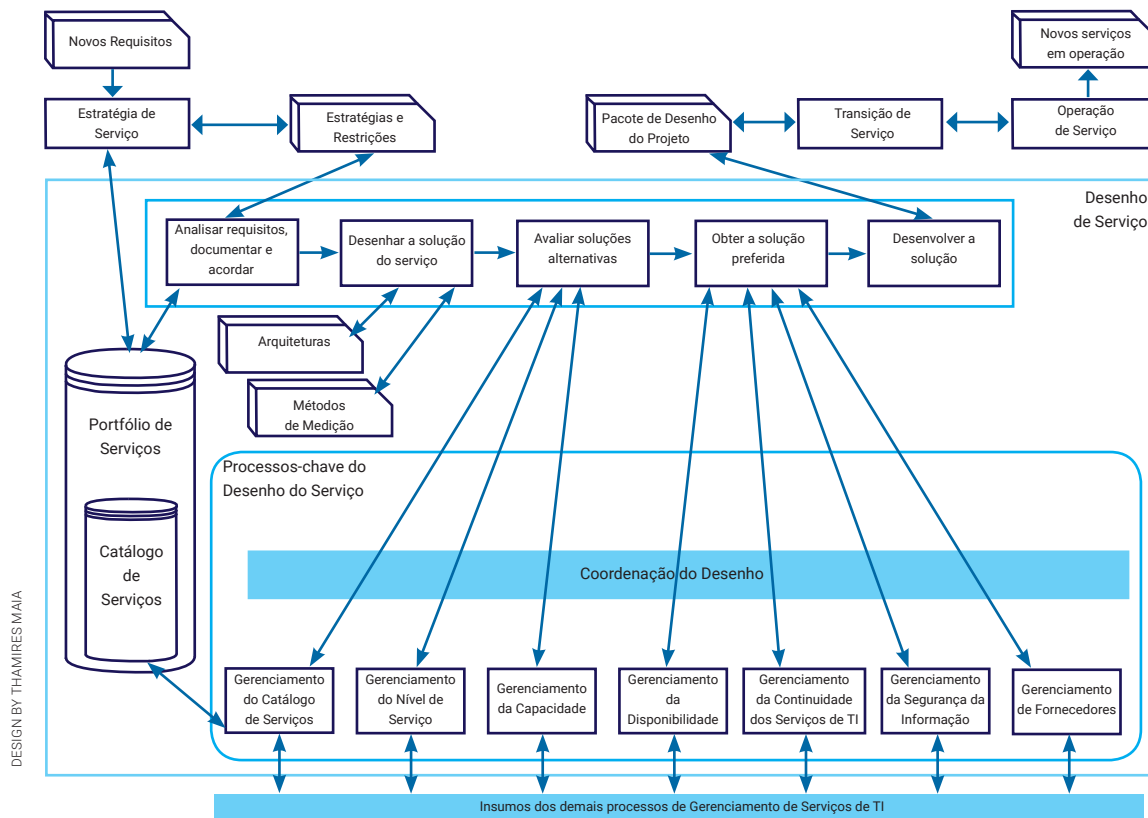 Novos Requisitos
Novos serviços
em operação
Estratégia de
Serviço
Estratégias e
Restrições
Pacote de Desenho
do Projeto
Transição de
Serviço
Operação
de Serviço
Desenho
de Serviço
Analisar requisitos,
documentar e
acordar
Desenhar a solução
do serviço
Avaliar soluções
alternativas
Obter a solução
preferida
Desenvolver a
solução
Arquiteturas
Métodos
de Medição
Portfólio de
Serviços
Catálogo
de
Serviços
Processos-chave do
Desenho do Serviço
Coordenação do Desenho
Gerenciamento
do Catálogo
de Serviços
Gerenciamento
do Nível de
Serviço
Gerenciamento
da Capacidade
Gerenciamento
da
Disponibilidade
Gerenciamento
da Continuidade
dos Serviços de TI
Gerenciamento
da Segurança da
Informação
Gerenciamento
de Fornecedores
Insumos dos demais processos de Gerenciamento de Serviços de TI
DESIGN BY THAMIRES MAIA